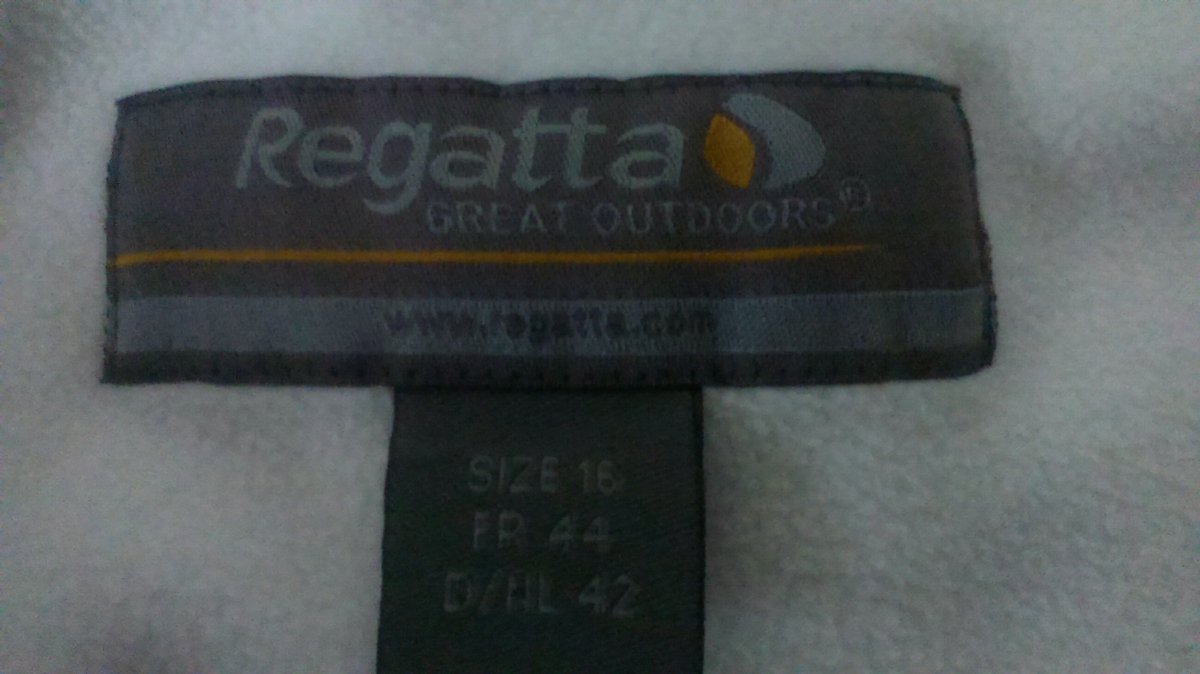 Regatta
GREAT OUTDOORS®
www.regatta.com
SIZE 16
FR 44
D/NL 42